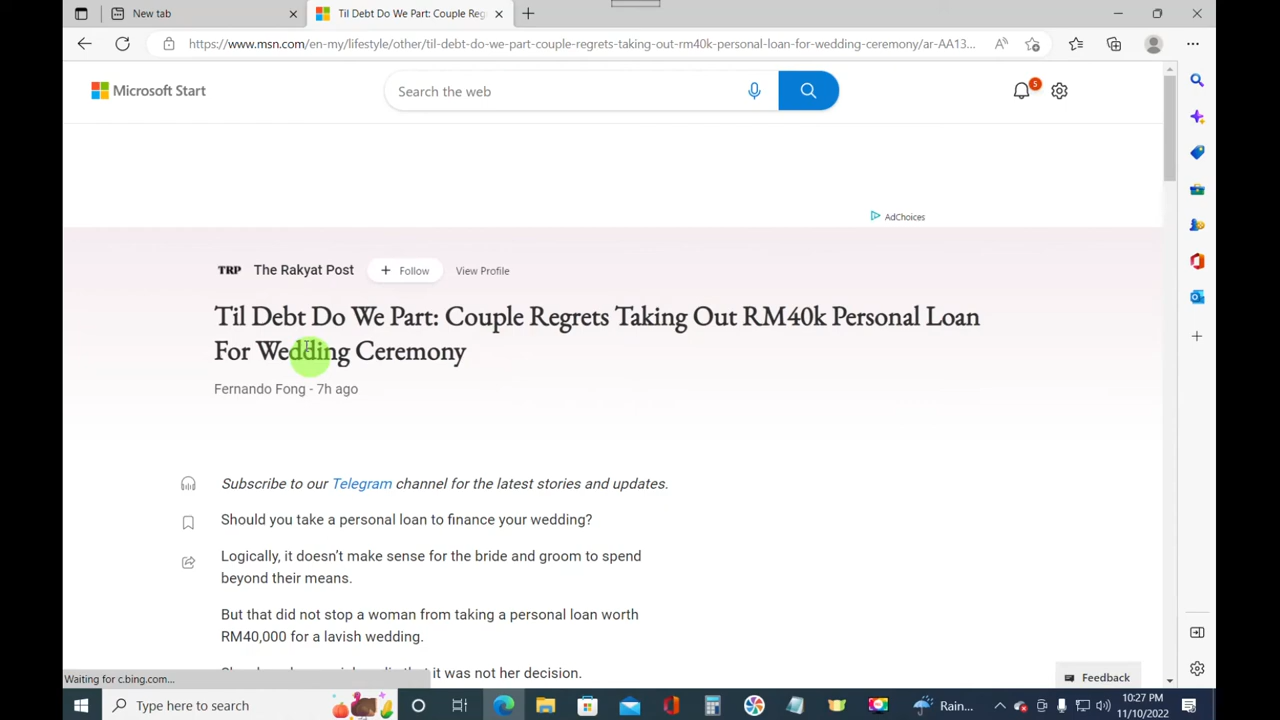 New tab
Til Debt Do We Part: Couple Reg
https://www.msn.com/en-my/lifestyle/other/til-debt-do-we-part-couple-regrets-taking-out-rm40k-personal-loan-for-wedding-ceremony/ar-AA13...
Microsoft Start
Search the web
5
AdChoices
TRP The Rakyat Post + Follow View Profile
Til Debt Do We Part: Couple Regrets Taking Out RM40k Personal Loan
For Wedding Ceremony
Fernando Fong - 7h ago
Subscribe to our Telegram channel for the latest stories and updates.
Should you take a personal loan to finance your wedding?
Logically, it doesn't make sense for the bride and groom to spend
beyond their means.
But that did not stop a woman from taking a personal loan worth
RM40,000 for a lavish wedding.
it was not her decision.
Feedback
Waiting for c.bing.com...
Type here to search
Rain...
10:27 PM
11/10/2022